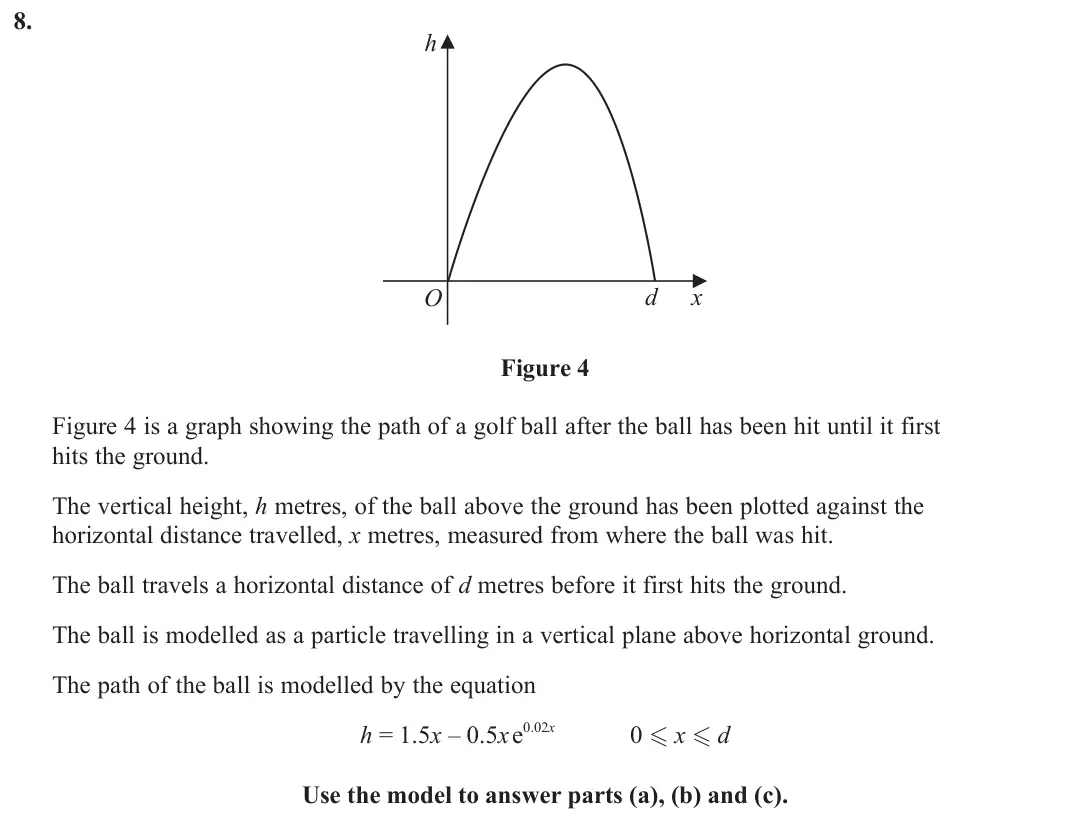 8.
h
O
d x
Figure 4
Figure 4 is a graph showing the path of a golf ball after the ball has been hit until it first
hits the ground.
The vertical height, h metres, of the ball above the ground has been plotted against the
horizontal distance travelled, x metres, measured from where the ball was hit.
The ball travels a horizontal distance of d metres before it first hits the ground.
The ball is modelled as a particle travelling in a vertical plane above horizontal ground.
The path of the ball is modelled by the equation
h = 1.5x – 0.5xe^{0.02x} 0 ⩽ x ⩽ d
Use the model to answer parts (a), (b) and (c).